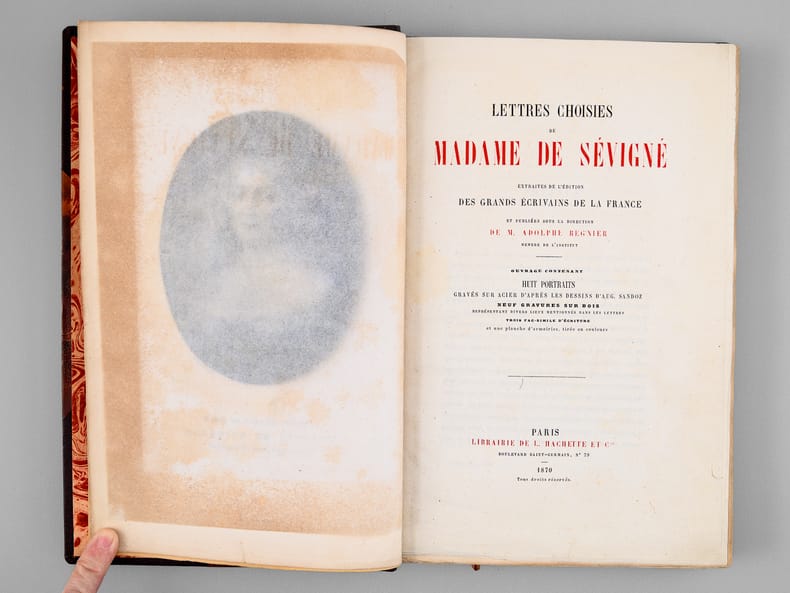 LETTRES CHOISIES
DE
MADAME DE SÉVIGNÉ
EXTRAITES DE L'ÉDITION
DES GRANDS ÉCRIVAINS DE LA FRANCE
ET PUBLIÉES SOUS LA DIRECTION
DE M. ADOLPHE REGNIER
MEMBRE DE L'INSTITUT
OUVRAGE CONTENANT
HUIT PORTRAITS
GRAVÉS SUR ACIER D'APRÈS LES DESSINS D'AUG. SANDOZ
NEUF GRAVURES SUR BOIS
REPRÉSENTANT DIVERS LIEUX MENTIONNÉS DANS LES LETTRES
TROIS FAC-SIMILE D'ÉCRITURE
et une planche d'armoiries, tirée en couleurs
PARIS
LIBRAIRIE DE L. HACHETTE ET Cie
BOULEVARD SAINT-GERMAIN, N° 79
1870
Tous droits réservés.